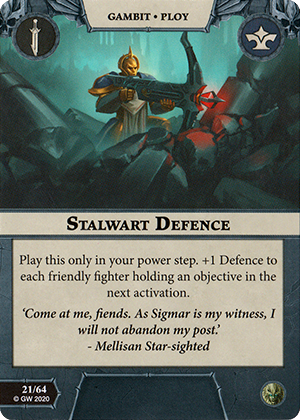 GAMBIT • PLOY
STALWART DEFENCE
Play this only in your power step. +1 Defence to
each friendly fighter holding an objective in the
next activation.
‘Come at me, fiends. As Sigmar is my witness, I
will not abandon my post.’
- Mellisan Star-sighted
21/64
© GW 2020